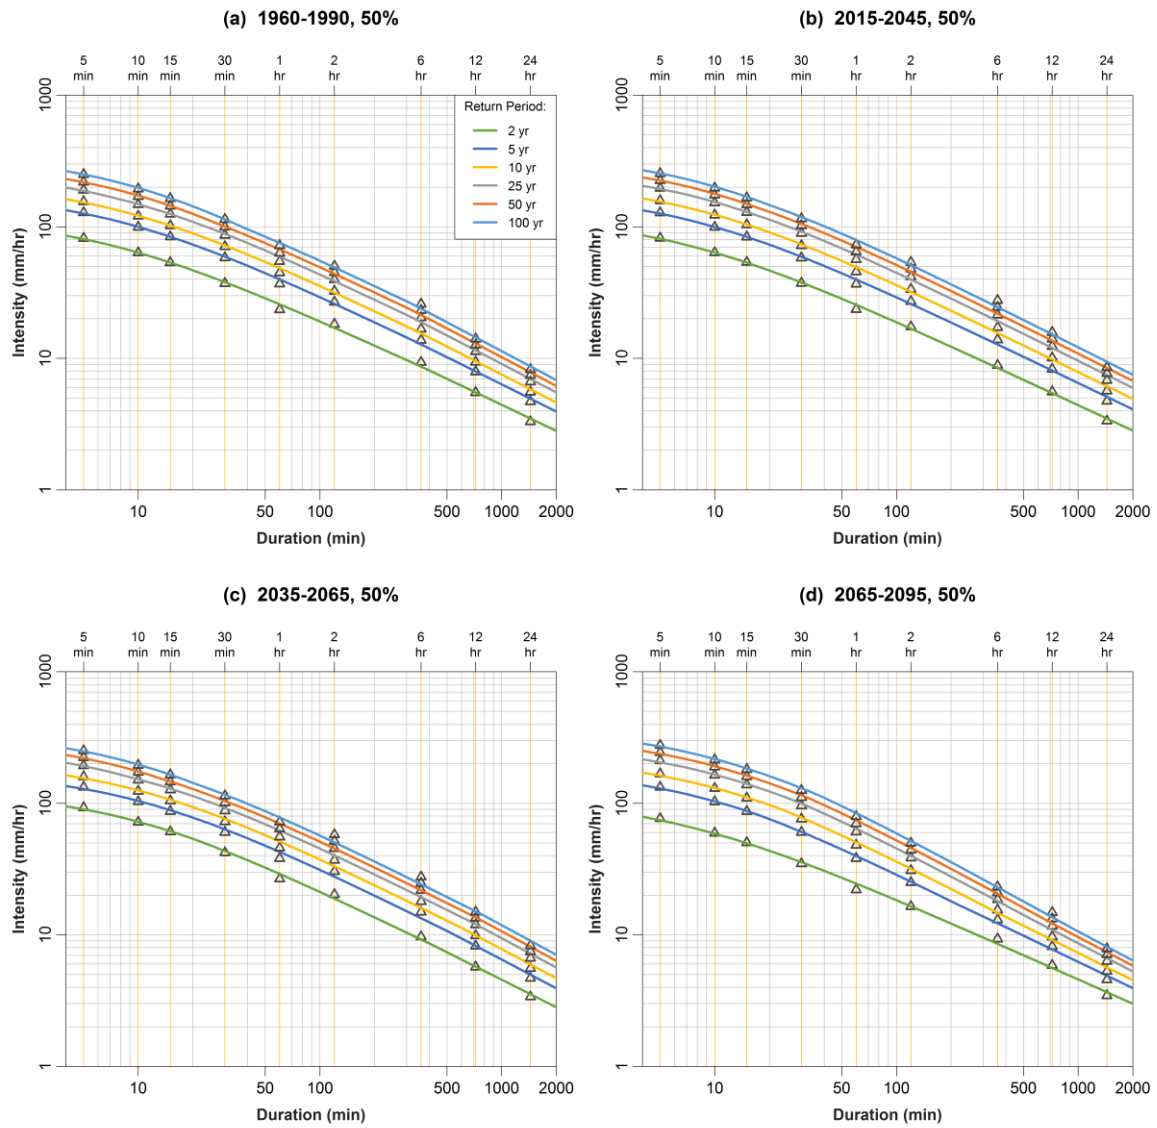 (a) 1960-1990, 50%
5 10 15 30 1 2 6 12 24
min min min min hr hr hr hr hr
1000
100
10
1
Intensity (mm/hr)
Return Period:
2 yr
5 yr
10 yr
25 yr
50 yr
100 yr
10 50 100 500 1000 2000
Duration (min)
(b) 2015-2045, 50%
5 10 15 30 1 2 6 12 24
min min min min hr hr hr hr hr
1000
100
10
1
Intensity (mm/hr)
10 50 100 500 1000 2000
Duration (min)
(c) 2035-2065, 50%
5 10 15 30 1 2 6 12 24
min min min min hr hr hr hr hr
1000
100
10
1
Intensity (mm/hr)
10 50 100 500 1000 2000
Duration (min)
(d) 2065-2095, 50%
5 10 15 30 1 2 6 12 24
min min min min hr hr hr hr hr
1000
100
10
1
Intensity (mm/hr)
10 50 100 500 1000 2000
Duration (min)